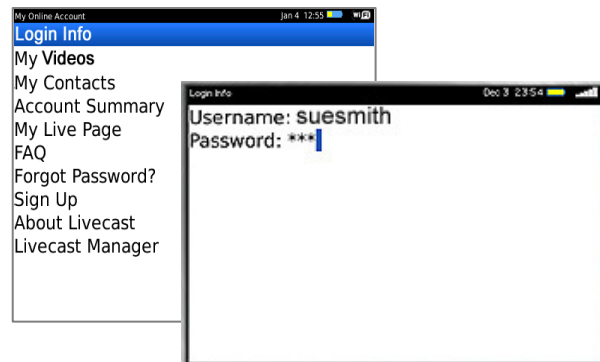 My Online Account Jan 4 12:55 WiFi
Login Info
My Videos
My Contacts
Account Summary
My Live Page
FAQ
Forgot Password?
Sign Up
About Livecast
Livecast Manager
Login Info Dec 3 23:54
Username: suesmith
Password: ***